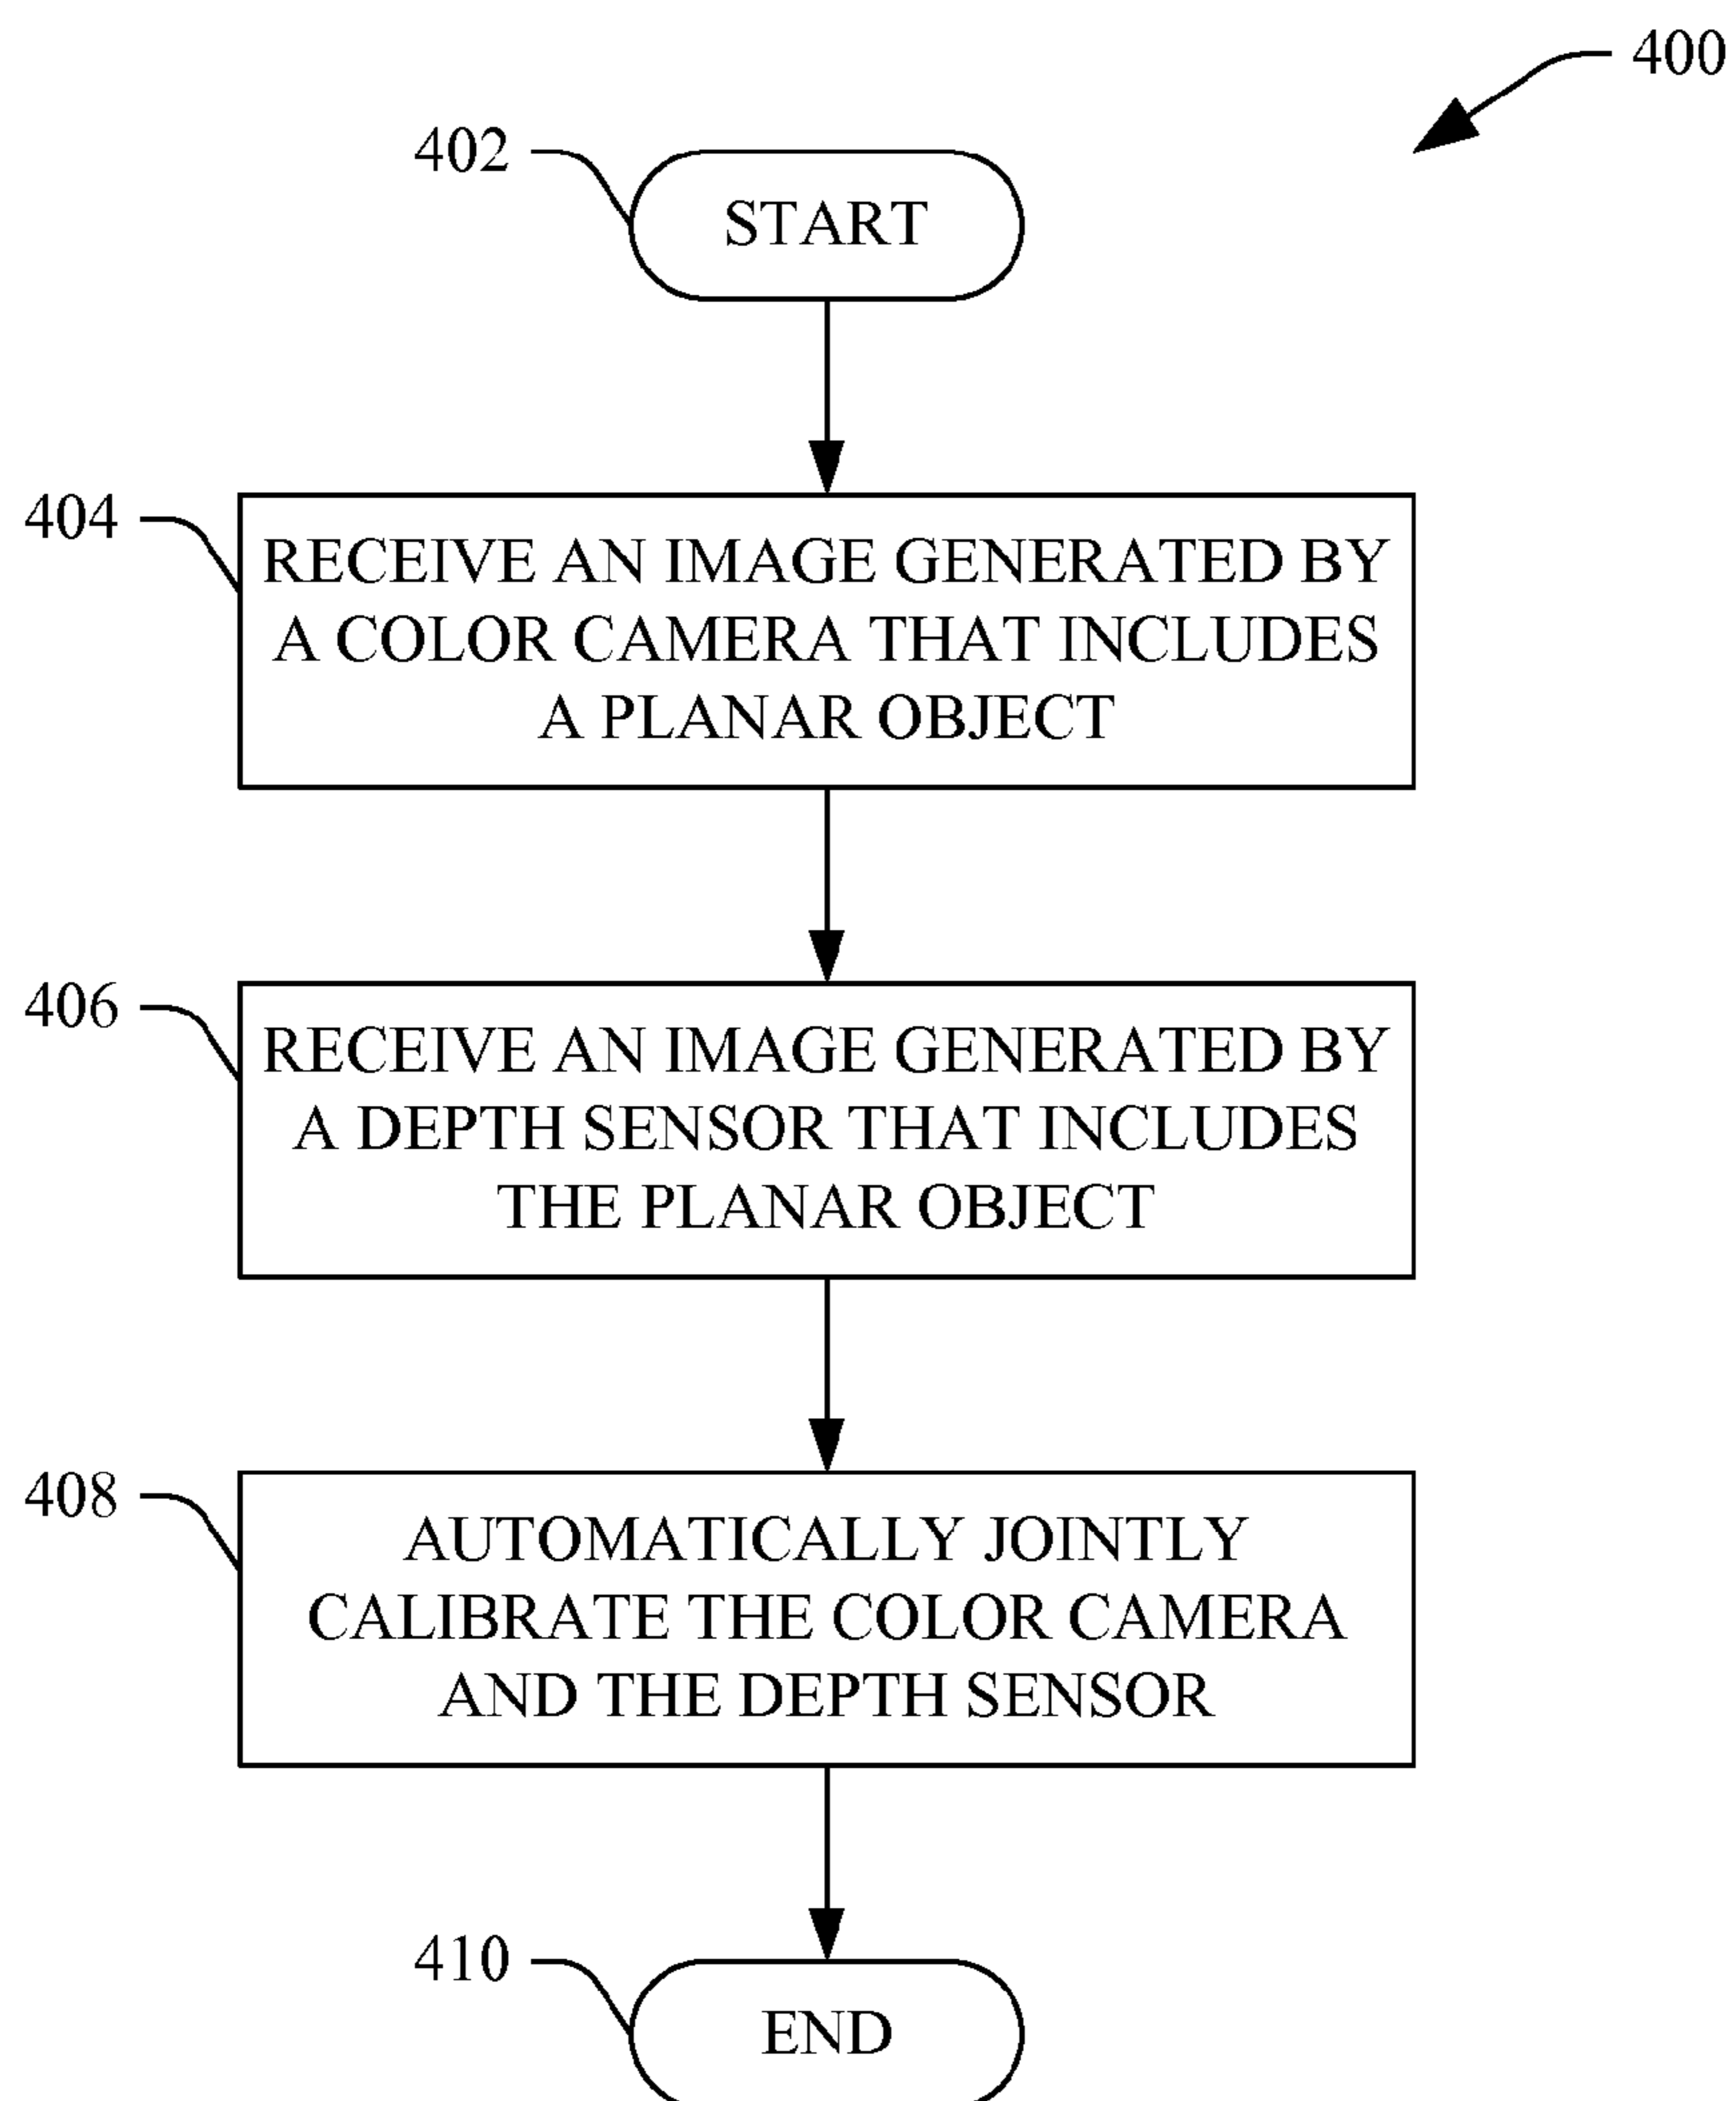 400
402
START
404
RECEIVE AN IMAGE GENERATED BY
A COLOR CAMERA THAT INCLUDES
A PLANAR OBJECT
406
RECEIVE AN IMAGE GENERATED BY
A DEPTH SENSOR THAT INCLUDES
THE PLANAR OBJECT
408
AUTOMATICALLY JOINTLY
CALIBRATE THE COLOR CAMERA
AND THE DEPTH SENSOR
410
END